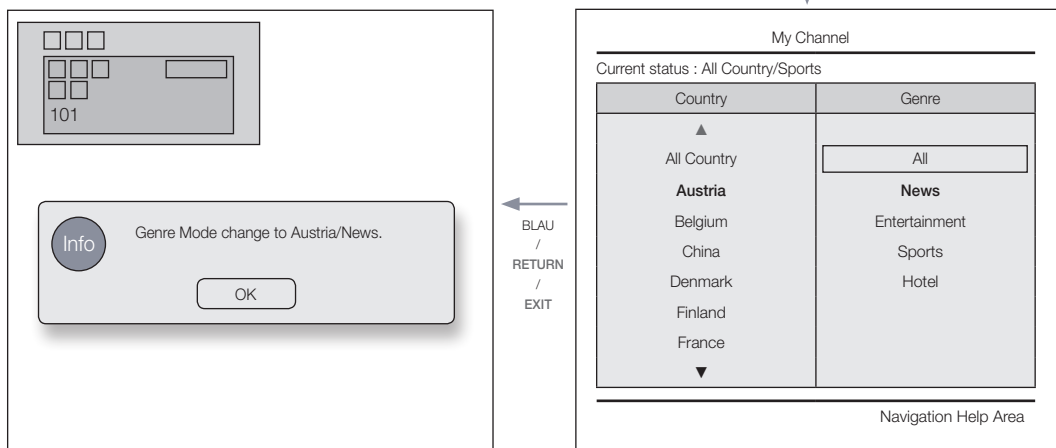 101
Info
Genre Mode change to Austria/News.
OK
BLAU
/
RETURN
/
EXIT
My Channel
Current status : All Country/Sports
Country
Genre
▲
All Country
All
Austria
News
Belgium
Entertainment
China
Sports
Denmark
Hotel
Finland
France
▼
Navigation Help Area